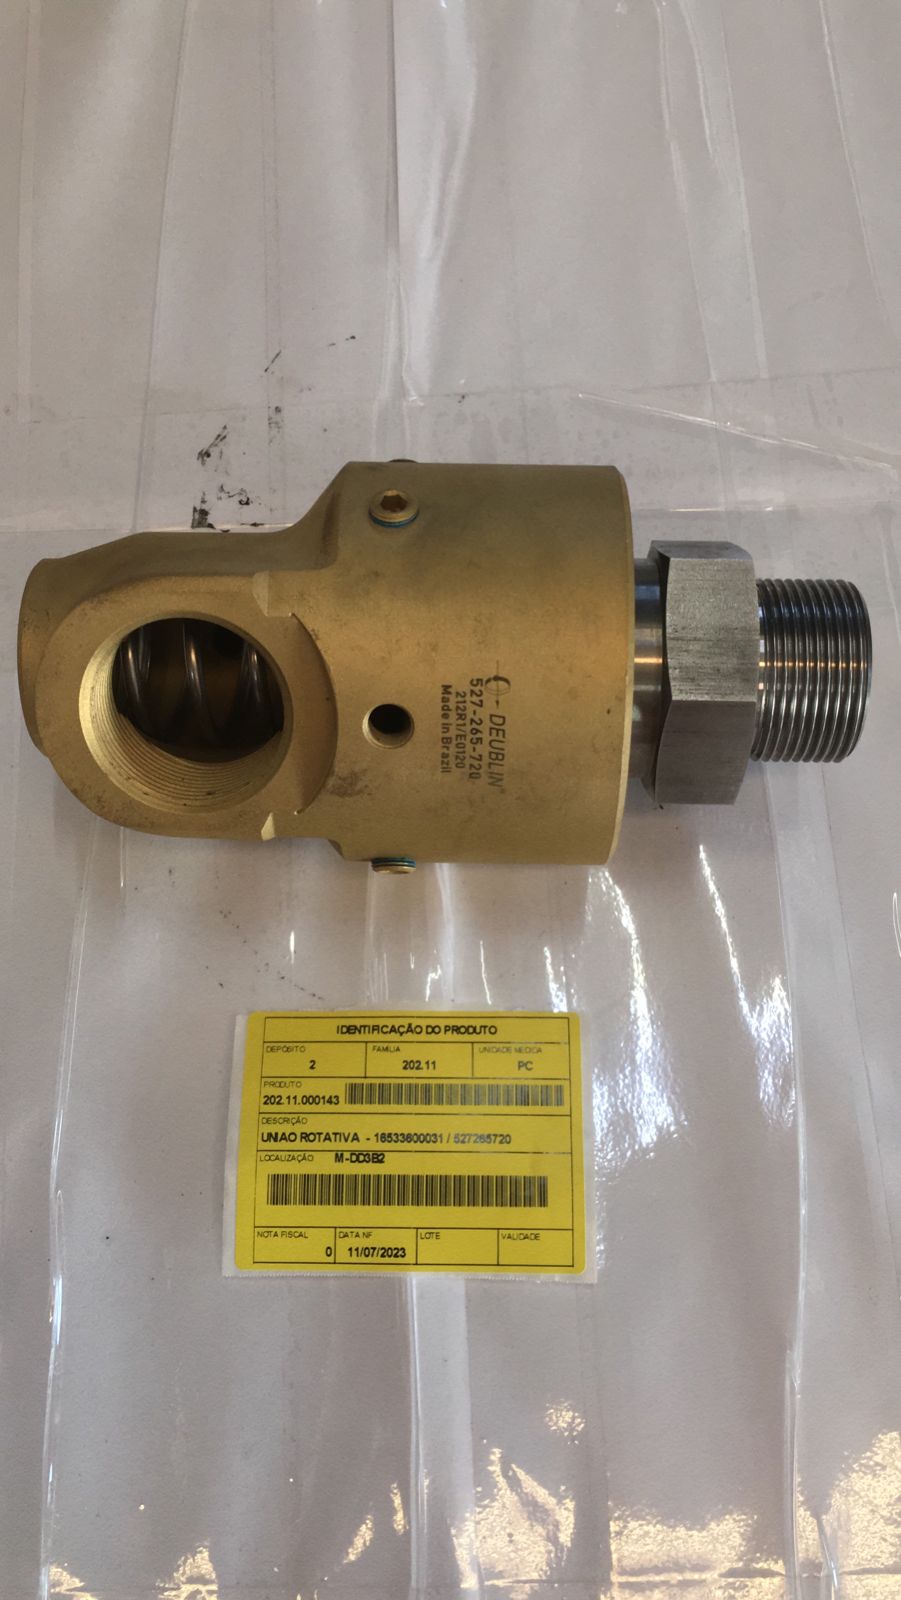 DEUBLIN®
527-265-720
212R1/E0120
Made in Brazil
IDENTIFICAÇÃO DO PRODUTO
DEPÓSITO FAMÍLIA UNIDADE MEDIDA
2 202.11 PC
PRODUTO
202.11.000143
DESCRIÇÃO
UNIAO ROTATIVA - 16533600031 / 527265720
LOCALIZAÇÃO M-DD3B2
NOTA FISCAL DATA NF LOTE VALIDADE
0 11/07/2023